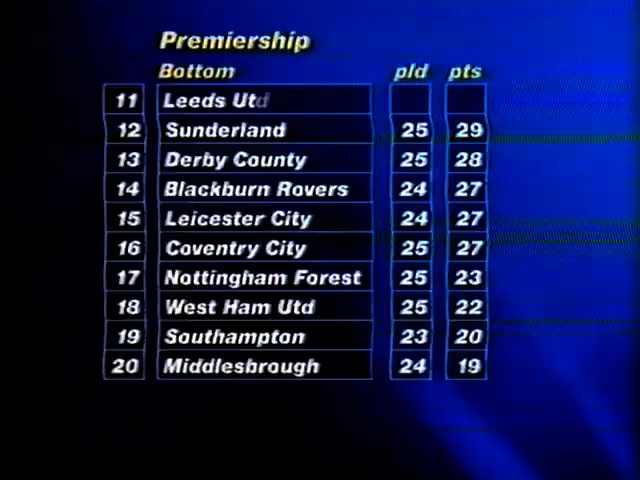 Premiership
Bottom pld pts
11 Leeds Utd
12 Sunderland 25 29
13 Derby County 25 28
14 Blackburn Rovers 24 27
15 Leicester City 24 27
16 Coventry City 25 27
17 Nottingham Forest 25 23
18 West Ham Utd 25 22
19 Southampton 23 20
20 Middlesbrough 24 19